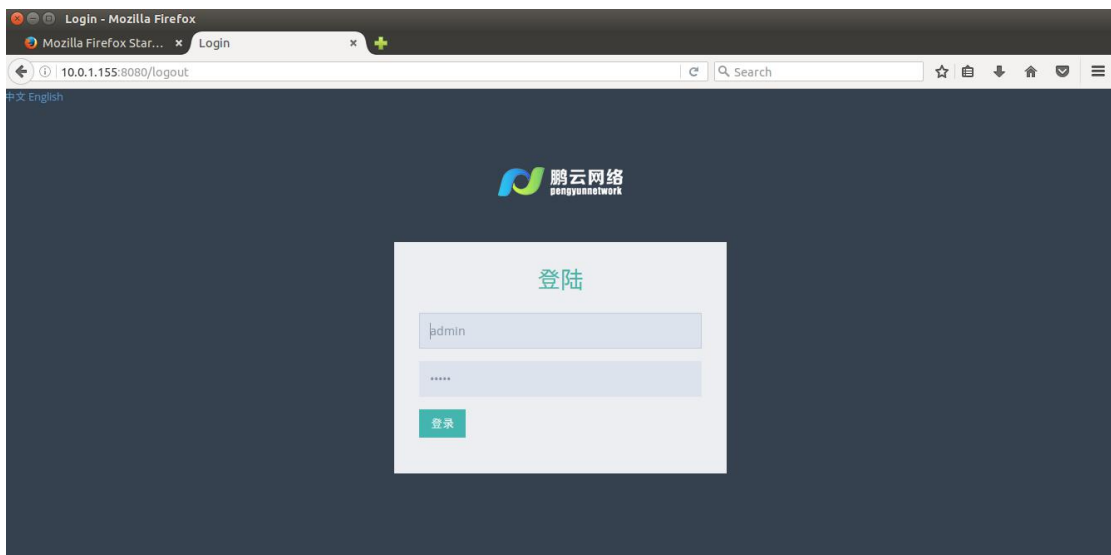 Login - Mozilla Firefox
Mozilla Firefox Star... Login
10.0.1.155:8080/logout Search
中文 English
鹏云网络
pengyunnetwork
登陆
admin
•••••
登录